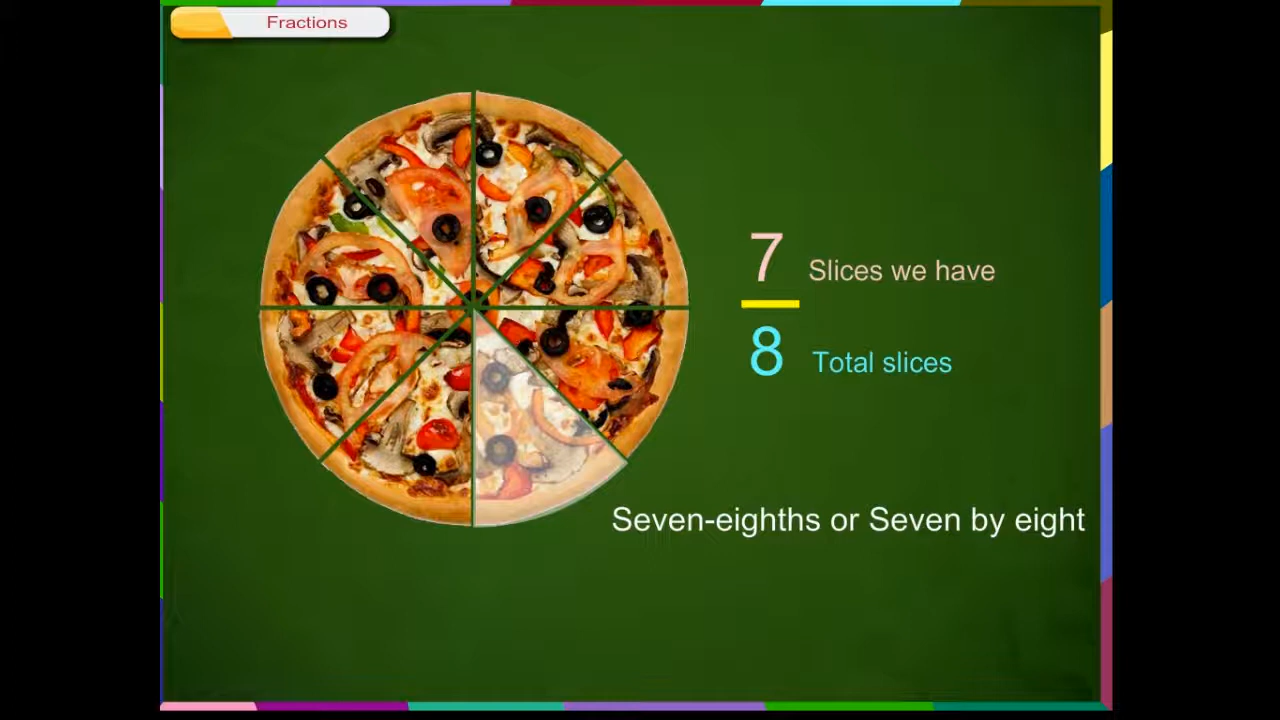 Fractions
7 Slices we have
8 Total slices
Seven-eighths or Seven by eight